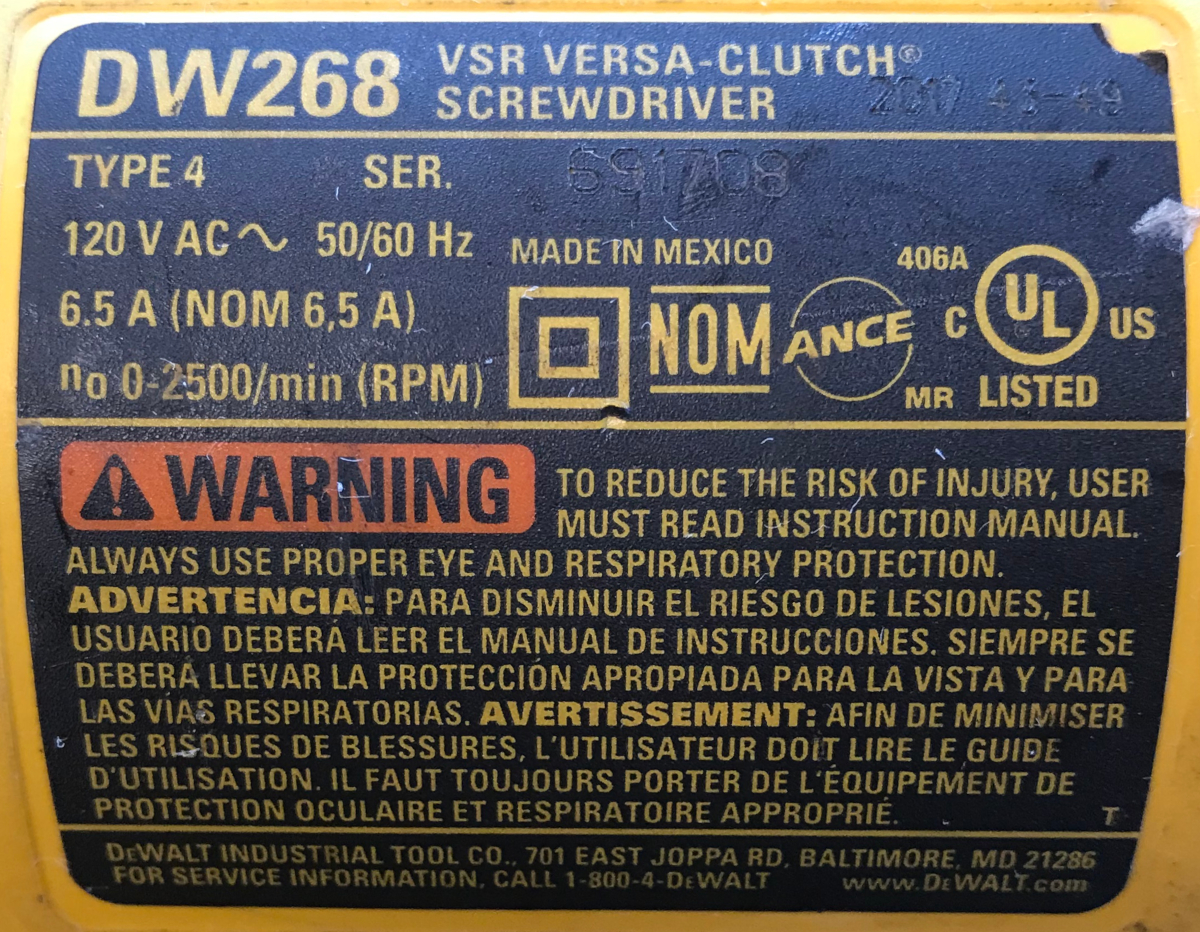 DW268 VSR VERSA-CLUTCH®
SCREWDRIVER
TYPE 4 SER. 691708
120 V AC ~ 50/60 Hz
MADE IN MEXICO
6.5 A (NOM 6,5 A)
no 0-2500/min (RPM)
NOM
ANCE
406A
C UL US
MR LISTED
WARNING
TO REDUCE THE RISK OF INJURY, USER
MUST READ INSTRUCTION MANUAL.
ALWAYS USE PROPER EYE AND RESPIRATORY PROTECTION.
ADVERTENCIA: PARA DISMINUIR EL RIESGO DE LESIONES, EL
USUARIO DEBERÁ LEER EL MANUAL DE INSTRUCCIONES. SIEMPRE SE
DEBERÁ LLEVAR LA PROTECCIÓN APROPIADA PARA LA VISTA Y PARA
LAS VÍAS RESPIRATORIAS. AVERTISSEMENT: AFIN DE MINIMISER
LES RISQUES DE BLESSURES, L'UTILISATEUR DOIT LIRE LE GUIDE
D'UTILISATION. IL FAUT TOUJOURS PORTER DE L'ÉQUIPEMENT DE
PROTECTION OCULAIRE ET RESPIRATOIRE APPROPRIÉ. T
DEWALT INDUSTRIAL TOOL CO., 701 EAST JOPPA RD, BALTIMORE, MD 21286
FOR SERVICE INFORMATION, CALL 1-800-4-DEWALT www.DEWALT.com